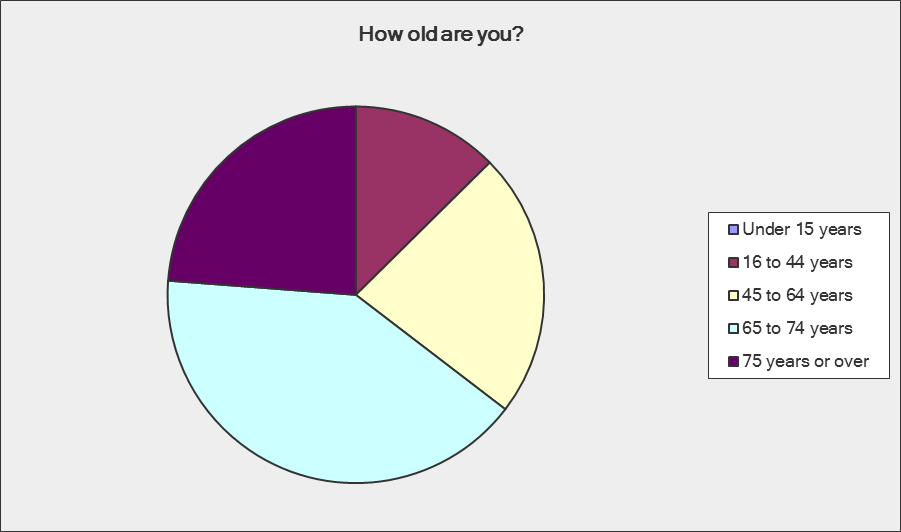 How old are you?
Under 15 years
16 to 44 years
45 to 64 years
65 to 74 years
75 years or over